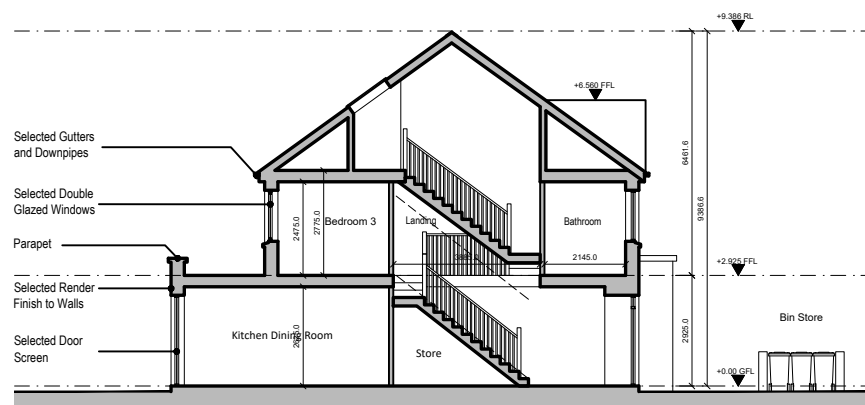 +9.386 RL
+6.560 FFL
Selected Gutters
and Downpipes
Selected Double
Glazed Windows
Parapet
Selected Render
Finish to Walls
Selected Door
Screen
Bedroom 3
Landing
Bathroom
2475.0
2775.0
2145.0
6461.6
9386.6
+2.925 FFL
Kitchen Dining Room
Store
2925.0
Bin Store
+0.00 GFL